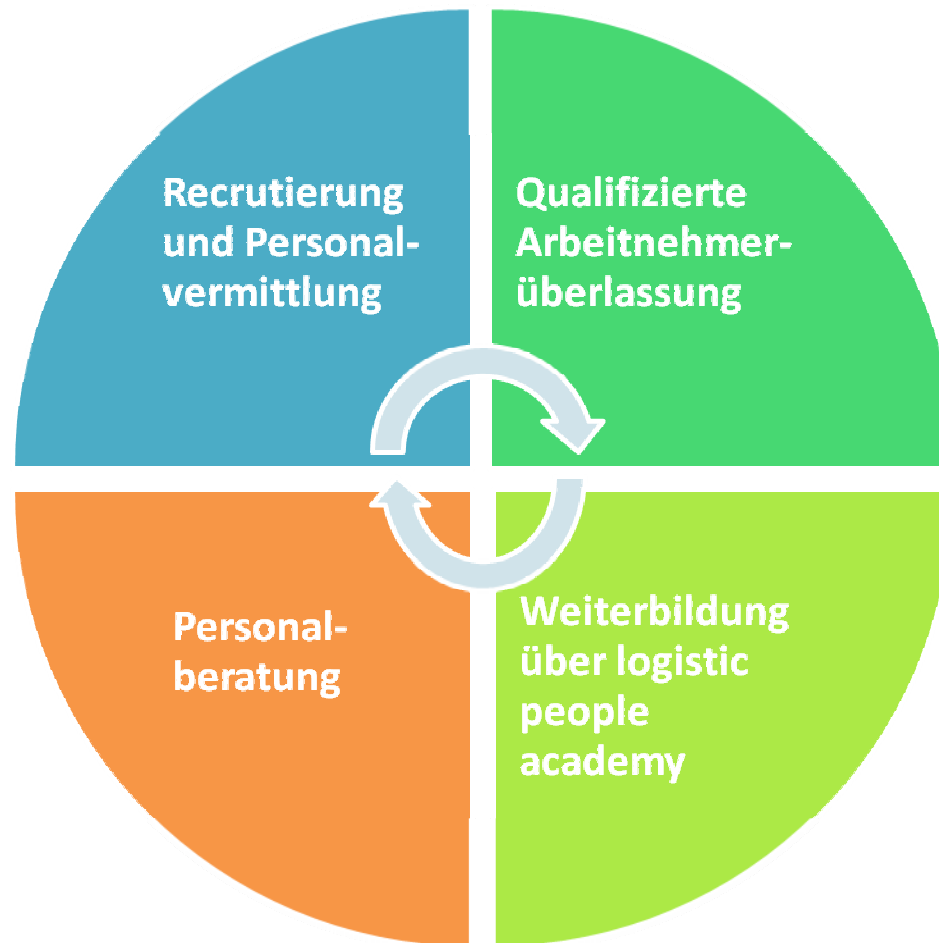 Recrutierung
und Personal-
vermittlung
Qualifizierte
Arbeitnehmer-
überlassung
Personal-
beratung
Weiterbildung
über logistic
people
academy